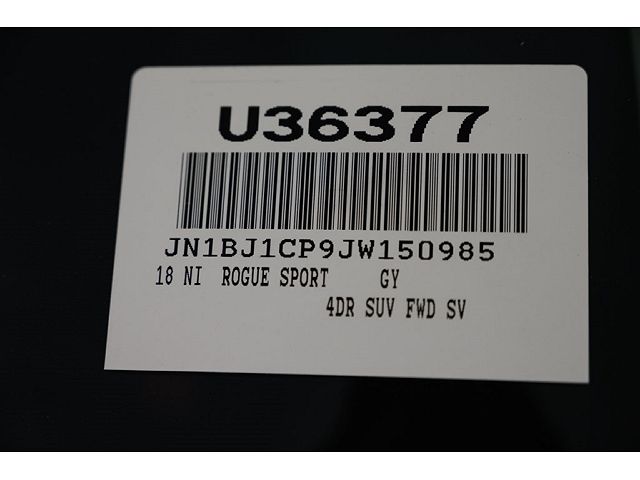 U36377
JN1BJ1CP9JW150985
18 NI ROGUE SPORT GY
4DR SUV FWD SV